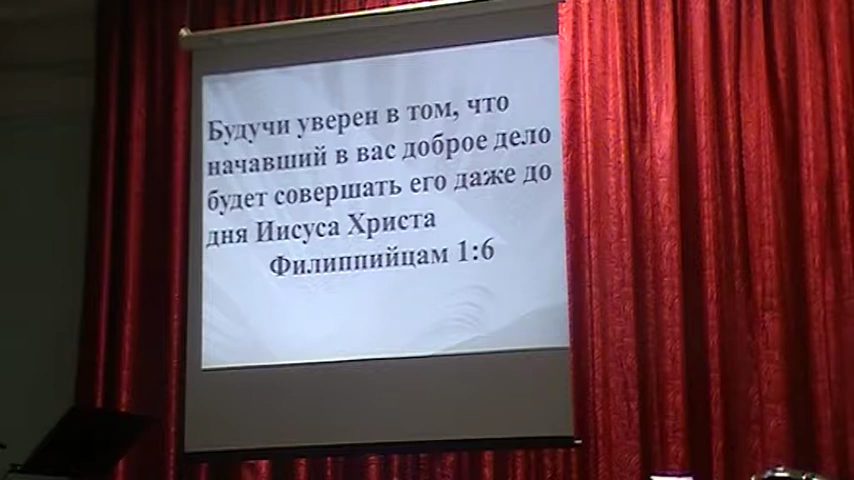 Будучи уверен в том, что
начавший в вас доброе дело
будет совершать его даже до
дня Иисуса Христа
Филиппийцам 1:6